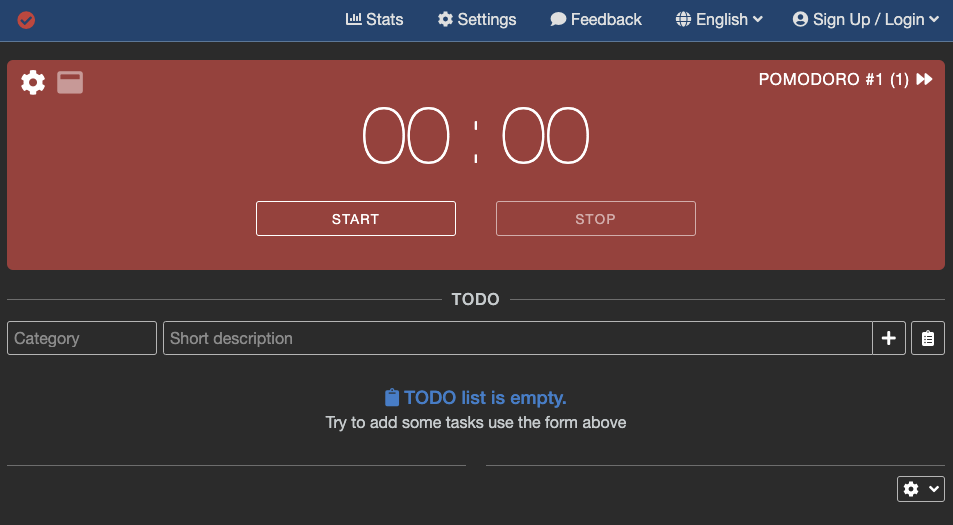 Stats Settings Feedback English Sign Up / Login
POMODORO #1 (1)
00 : 00
START STOP
TODO
Category Short description
TODO list is empty.
Try to add some tasks use the form above